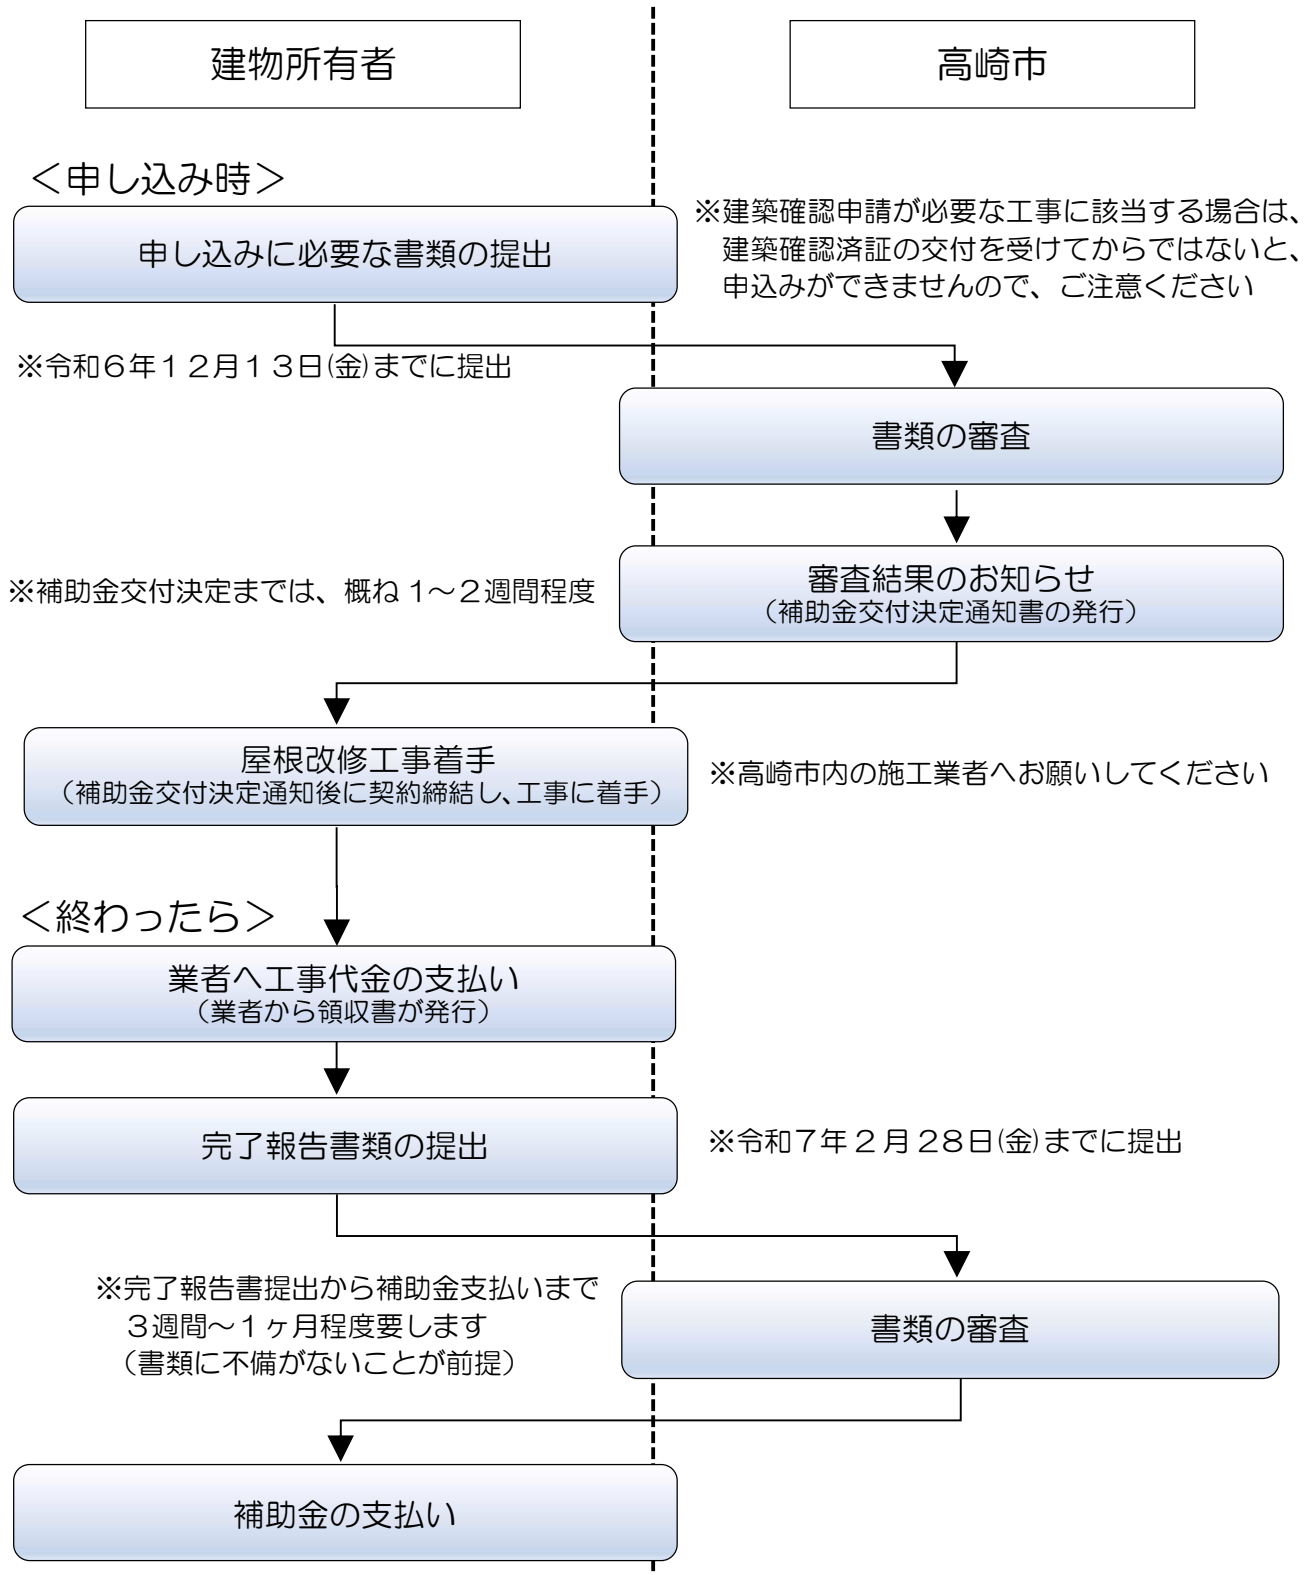 建物所有者
高崎市
＜申し込み時＞
申し込みに必要な書類の提出
※建築確認申請が必要な工事に該当する場合は、
建築確認済証の交付を受けてからではないと、
申込みができませんので、ご注意ください
※令和６年１２月１３日(金)までに提出
書類の審査
※補助金交付決定までは、概ね１～２週間程度
審査結果のお知らせ
（補助金交付決定通知書の発行）
屋根改修工事着手
（補助金交付決定通知後に契約締結し、工事に着手）
※高崎市内の施工業者へお願いしてください
＜終わったら＞
業者へ工事代金の支払い
（業者から領収書が発行）
完了報告書類の提出
※令和７年２月２８日(金)までに提出
※完了報告書提出から補助金支払いまで
３週間～１ヶ月程度要します
（書類に不備がないことが前提）
書類の審査
補助金の支払い